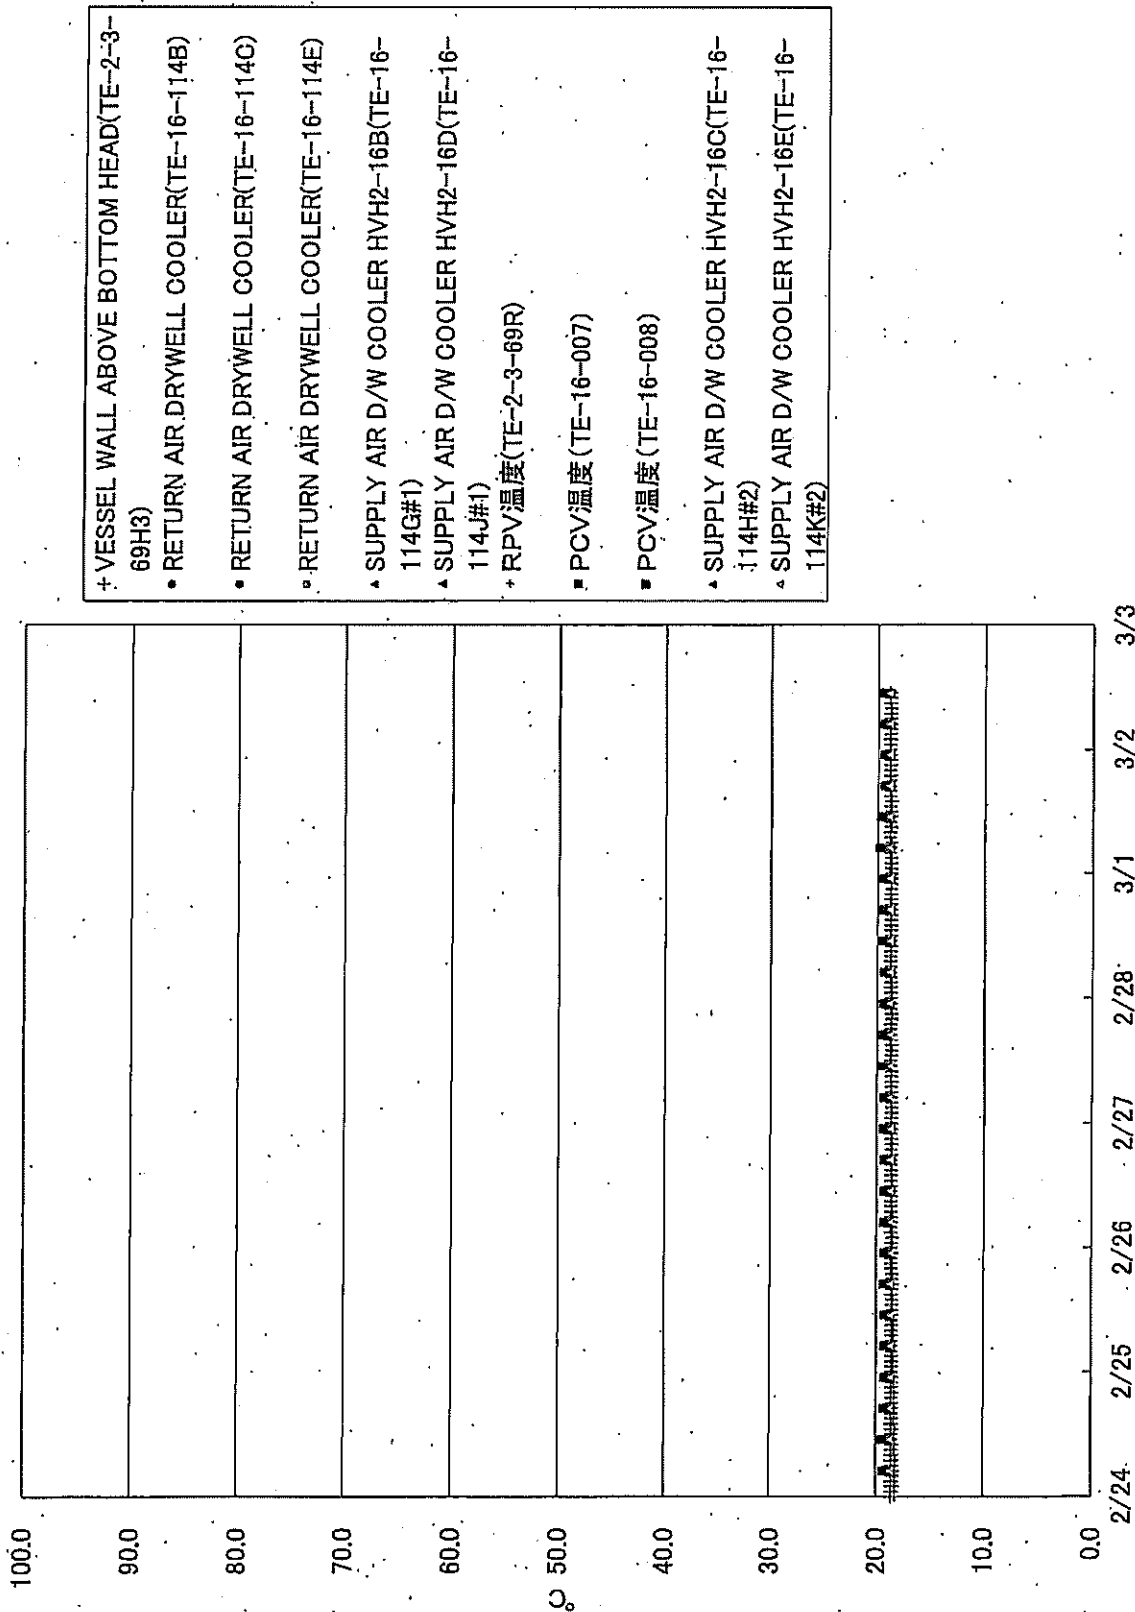 100.0
90.0
80.0
70.0
60.0
50.0
40.0
30.0
20.0
10.0
0.0
℃
2/24
2/25
2/26
2/27
2/28
3/1
3/2
3/3
VESSEL WALL ABOVE BOTTOM HEAD(TE-2-3-
69H3)
RETURN AIR DRYWELL COOLER(TE-16-114B)
RETURN AIR DRYWELL COOLER(TE-16-114C)
RETURN AIR DRYWELL COOLER(TE-16-114E)
SUPPLY AIR D/W COOLER HVH2-16B(TE-16-
114G#1)
SUPPLY AIR D/W COOLER HVH2-16D(TE-16-
114J#1)
RPV温度(TE-2-3-69R)
PCV温度(TE-16-007)
PCV温度(TE-16-008)
SUPPLY AIR D/W COOLER HVH2-16C(TE-16-
114H#2)
SUPPLY AIR D/W COOLER HVH2-16E(TE-16-
114K#2)